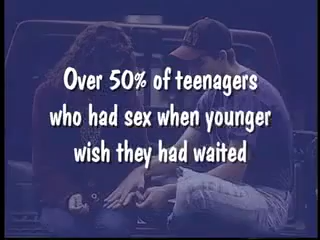 Over 50% of teenagers
who had sex when younger
wish they had waited